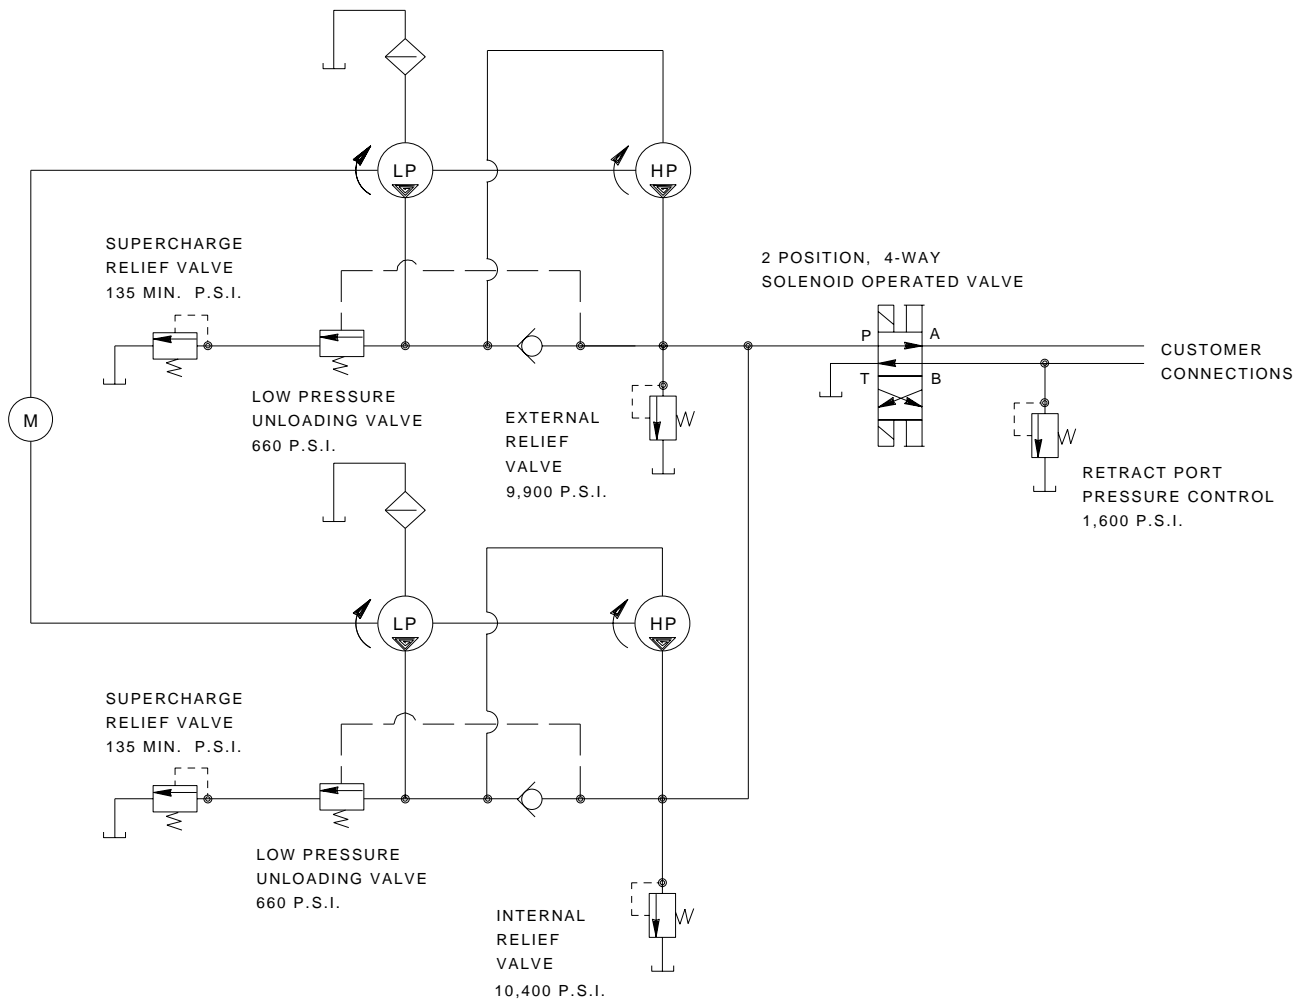 LP
HP
SUPERCHARGE
RELIEF VALVE
135 MIN. P.S.I.
2 POSITION, 4-WAY
SOLENOID OPERATED VALVE
P
A
T
B
CUSTOMER
CONNECTIONS
M
LOW PRESSURE
UNLOADING VALVE
660 P.S.I.
EXTERNAL
RELIEF
VALVE
9,900 P.S.I.
RETRACT PORT
PRESSURE CONTROL
1,600 P.S.I.
LP
HP
SUPERCHARGE
RELIEF VALVE
135 MIN. P.S.I.
LOW PRESSURE
UNLOADING VALVE
660 P.S.I.
INTERNAL
RELIEF
VALVE
10,400 P.S.I.